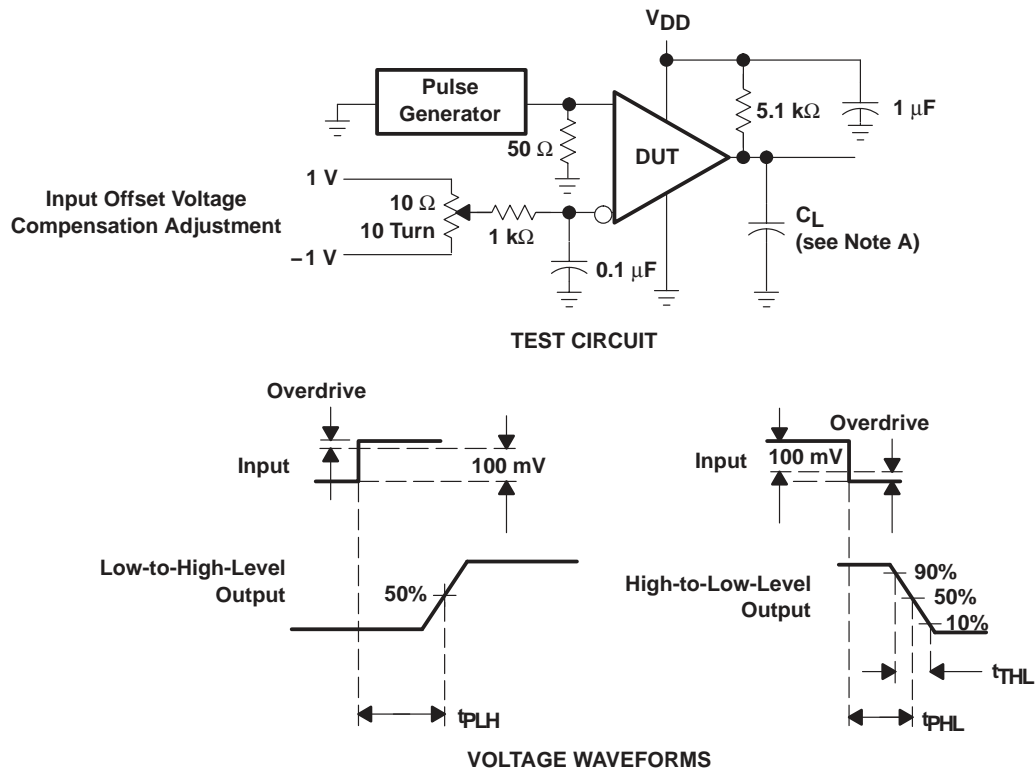 VDD
Pulse
Generator
5.1 kΩ
1 μF
50 Ω
DUT
1 V
Input Offset Voltage
Compensation Adjustment
10 Ω
10 Turn
1 kΩ
CL
(see Note A)
−1 V
0.1 μF
TEST CIRCUIT
Overdrive
Input
100 mV
Low-to-High-Level
Output
50%
tPLH
Overdrive
Input
100 mV
High-to-Low-Level
Output
90%
50%
10%
tTHL
tPHL
VOLTAGE WAVEFORMS